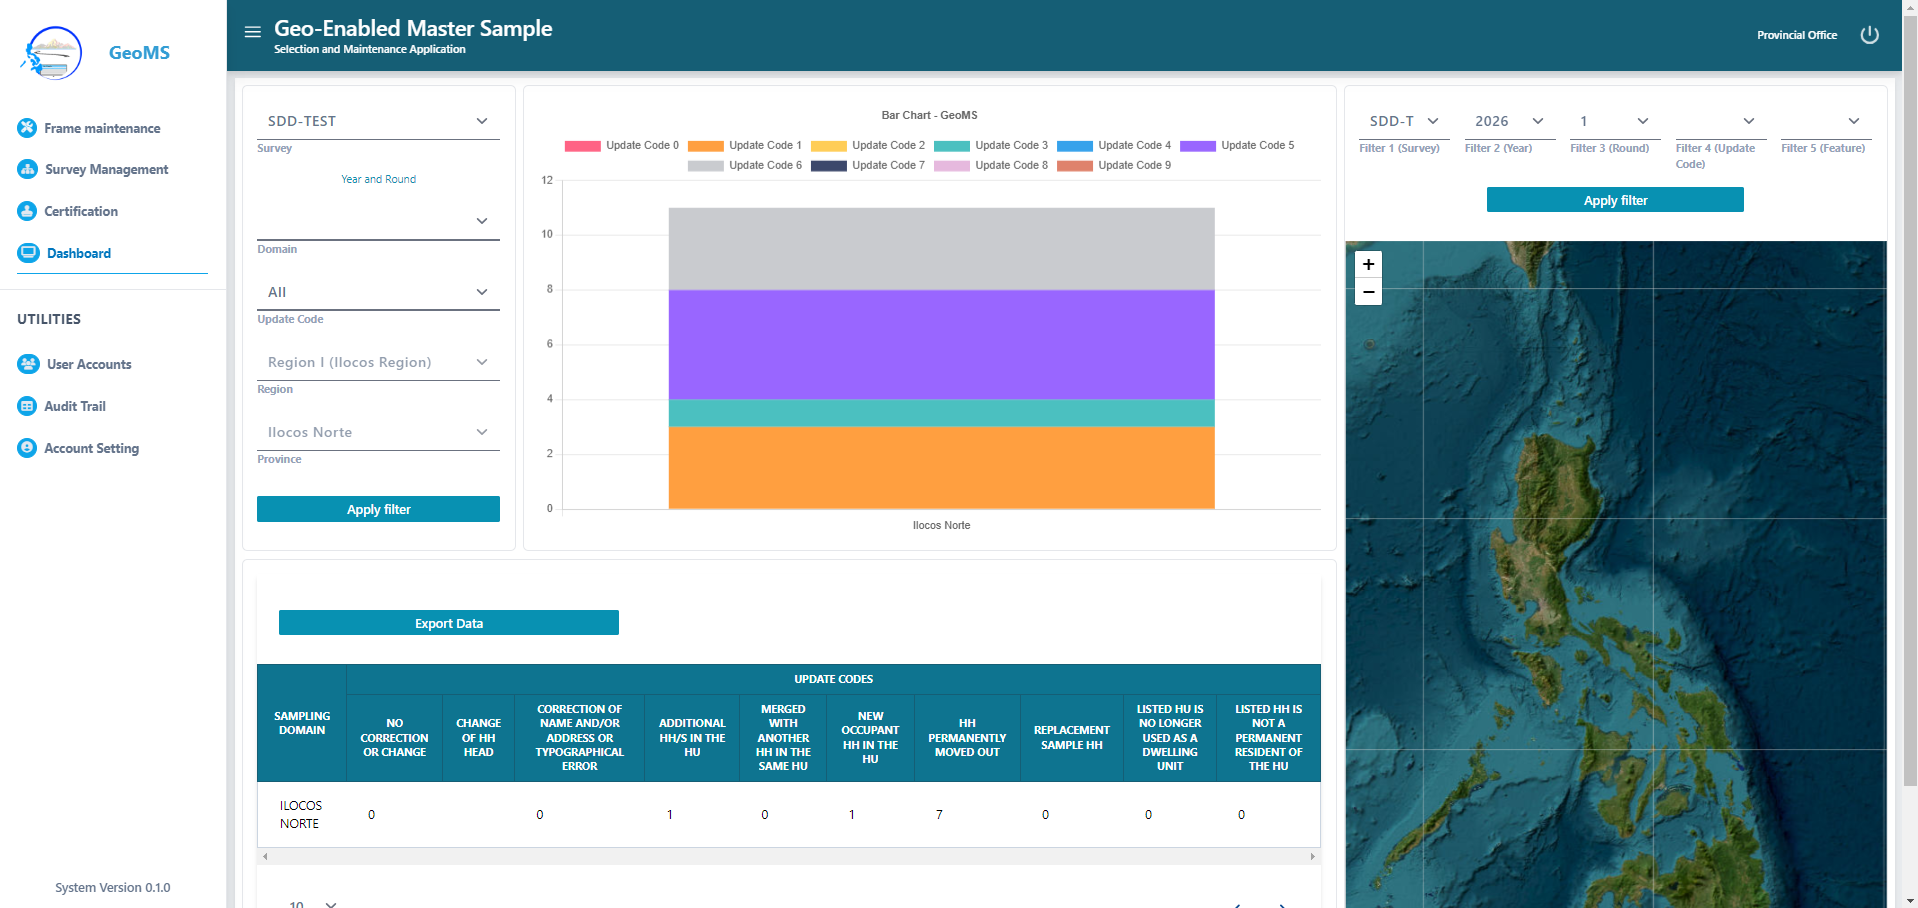 GeoMS
Frame maintenance
Survey Management
Certification
Dashboard
UTILITIES
User Accounts
Audit Trail
Account Setting
System Version 0.1.0
Geo-Enabled Master Sample
Selection and Maintenance Application
Provincial Office
SDD-TEST
Survey
Year and Round
Domain
All
Update Code
Region I (Ilocos Region)
Region
Ilocos Norte
Province
Apply filter
Bar Chart - GeoMS
Update Code 0 Update Code 1 Update Code 2 Update Code 3 Update Code 4 Update Code 5
Update Code 6 Update Code 7 Update Code 8 Update Code 9
12
10
8
6
4
2
0
Ilocos Norte
SDD-T 2026 1
Filter 1 (Survey) Filter 2 (Year) Filter 3 (Round) Filter 4 (Update Code) Filter 5 (Feature)
Apply filter
+
−
Export Data
SAMPLING DOMAIN
UPDATE CODES
NO CORRECTION OR CHANGE
CHANGE OF HH HEAD
CORRECTION OF NAME AND/OR ADDRESS OR TYPOGRAPHICAL ERROR
ADDITIONAL HH/S IN THE HU
MERGED WITH ANOTHER HH IN THE SAME HU
NEW OCCUPANT HH IN THE HU
HH PERMANENTLY MOVED OUT
REPLACEMENT SAMPLE HH
LISTED HU IS NO LONGER USED AS A DWELLING UNIT
LISTED HH IS NOT A PERMANENT RESIDENT OF THE HU
ILOCOS NORTE 0 0 1 0 1 7 0 0 0
10